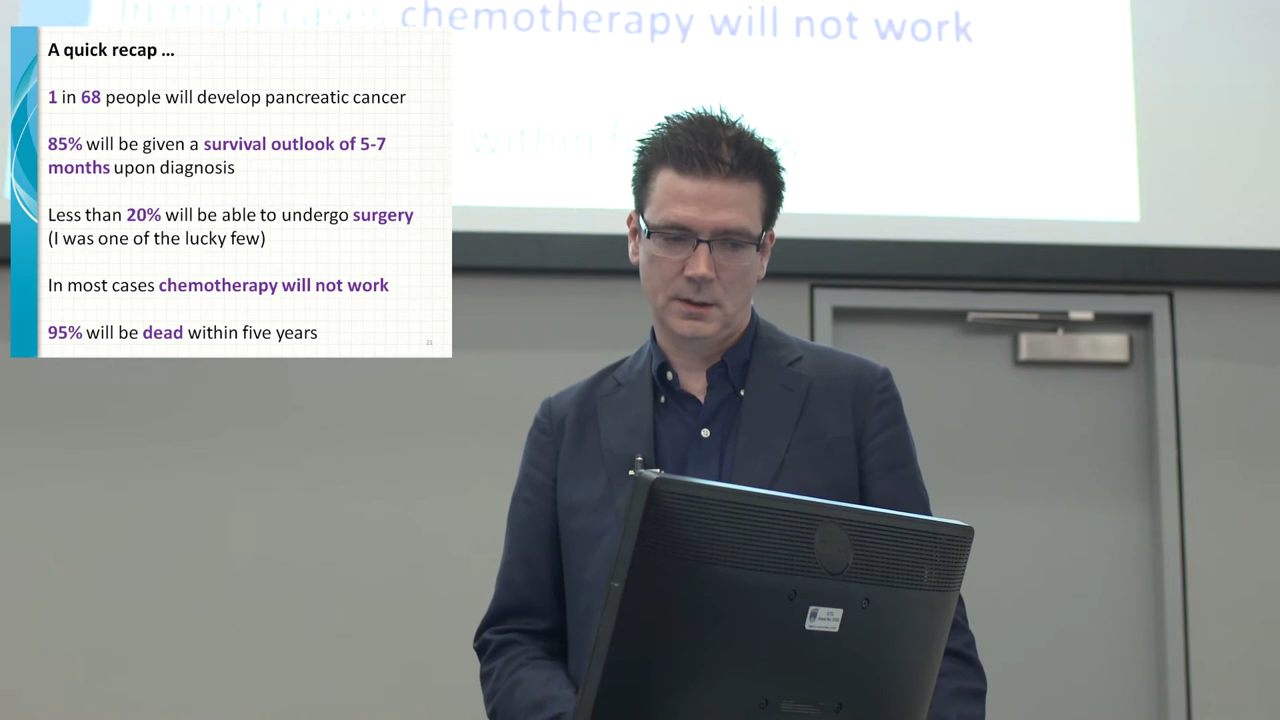 In most cases chemotherapy will not work
within
A quick recap ...
1 in 68 people will develop pancreatic cancer
85% will be given a survival outlook of 5-7
months upon diagnosis
Less than 20% will be able to undergo surgery
(I was one of the lucky few)
In most cases chemotherapy will not work
95% will be dead within five years
21